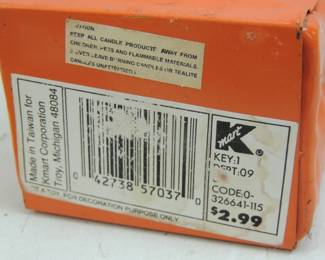 KEEP ALL CANDLE PRODUCTS AWAY FROM
CHILDREN, PETS AND FLAMMABLE MATERIALS
NEVER LEAVE BURNING CANDLES OR TEALITE
CANDLES UNATTENDED
Made in Taiwan for
Kmart Corporation
Troy, Michigan 48084
0 42738 57037 0
A TOY. FOR DECORATION PURPOSE ONLY
K
mart
KEY:1
DEPT:09
CODE:0-
326641-115
$2.99